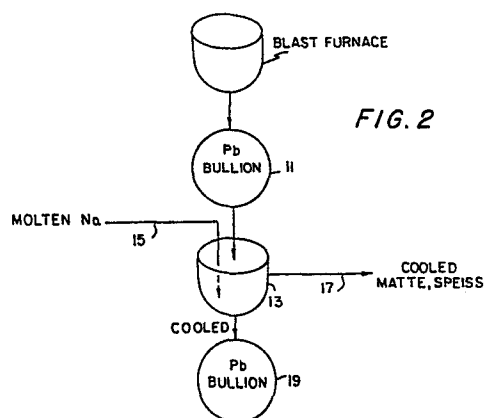 BLAST FURNACE
FIG. 2
Pb
BULLION
11
MOLTEN Na
15
13
17
COOLED
MATTE, SPEISS
COOLED
Pb
BULLION
19